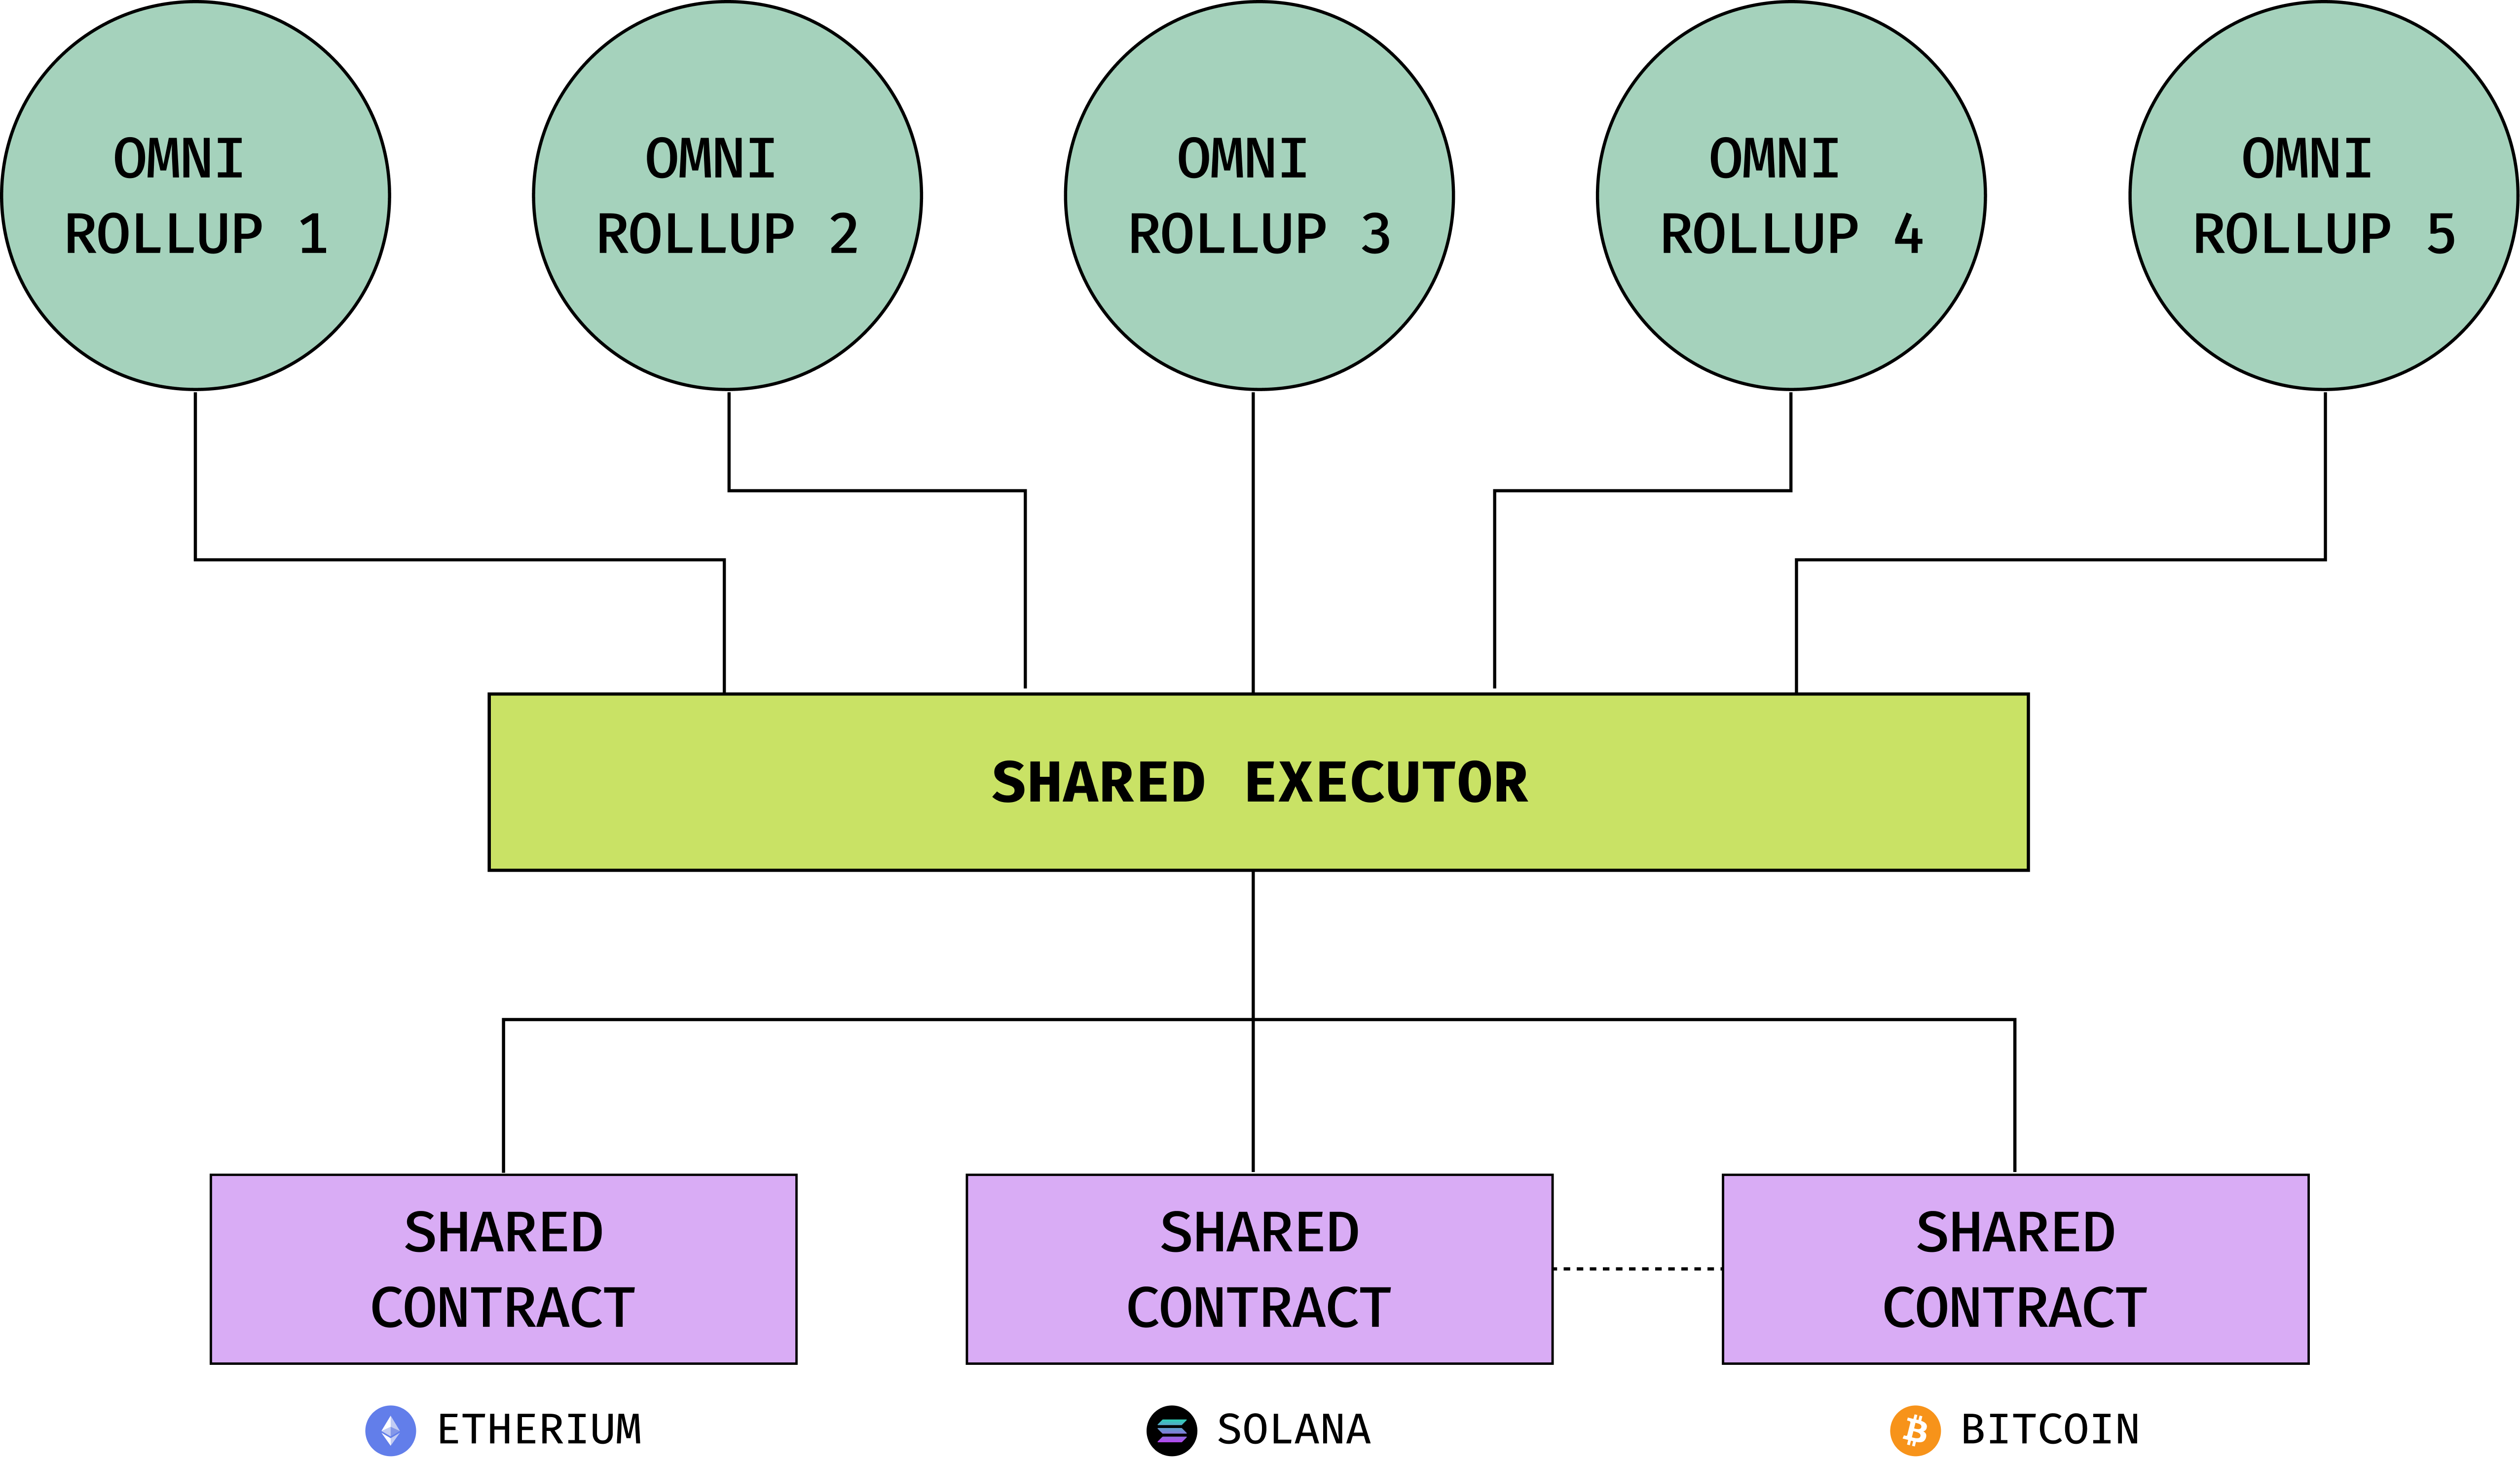 OMNI
ROLLUP 1
OMNI
ROLLUP 2
OMNI
ROLLUP 3
OMNI
ROLLUP 4
OMNI
ROLLUP 5
SHARED EXECUTOR
SHARED
CONTRACT
SHARED
CONTRACT
SHARED
CONTRACT
ETHERIUM
SOLANA
BITCOIN